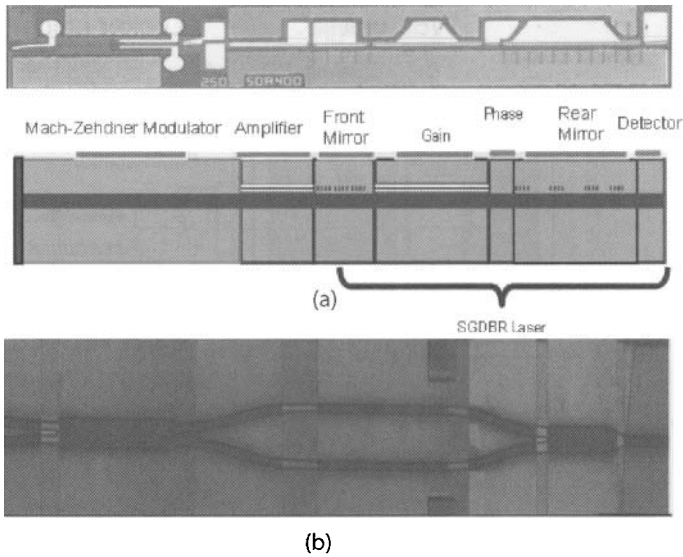 250 SGR400
Mach-Zehdner Modulator Amplifier Front Mirror Gain Phase Rear Mirror Detector
(a)
SGDBR Laser
(b)